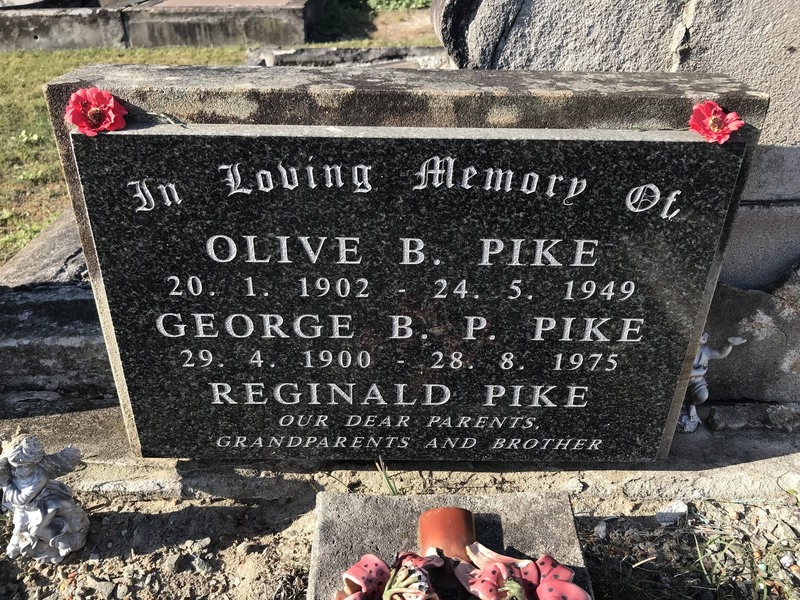 In Loving Memory Of,
OLIVE B. PIKE
20. 1. 1902 - 24. 5. 1949
GEORGE B. P. PIKE
29. 4. 1900 - 28. 8. 1975
REGINALD PIKE
OUR DEAR PARENTS,
GRANDPARENTS AND BROTHER